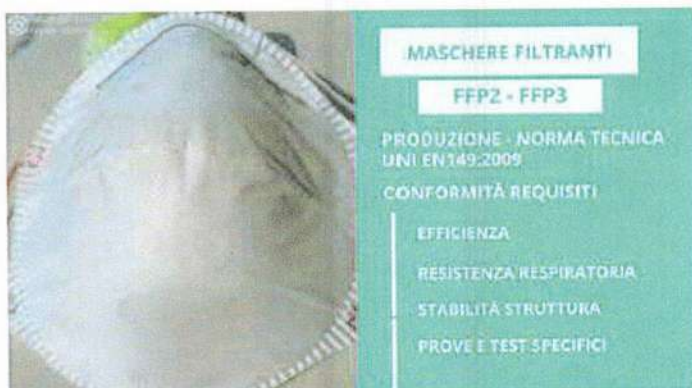 MASCHERE FILTRANTI
FFP2 - FFP3
PRODUZIONE - NORMA TECNICA
UNI EN149:2009
CONFORMITÀ REQUISITI
EFFICIENZA
RESISTENZA RESPIRATORIA
STABILITÀ STRUTTURA
PROVE E TEST SPECIFICI